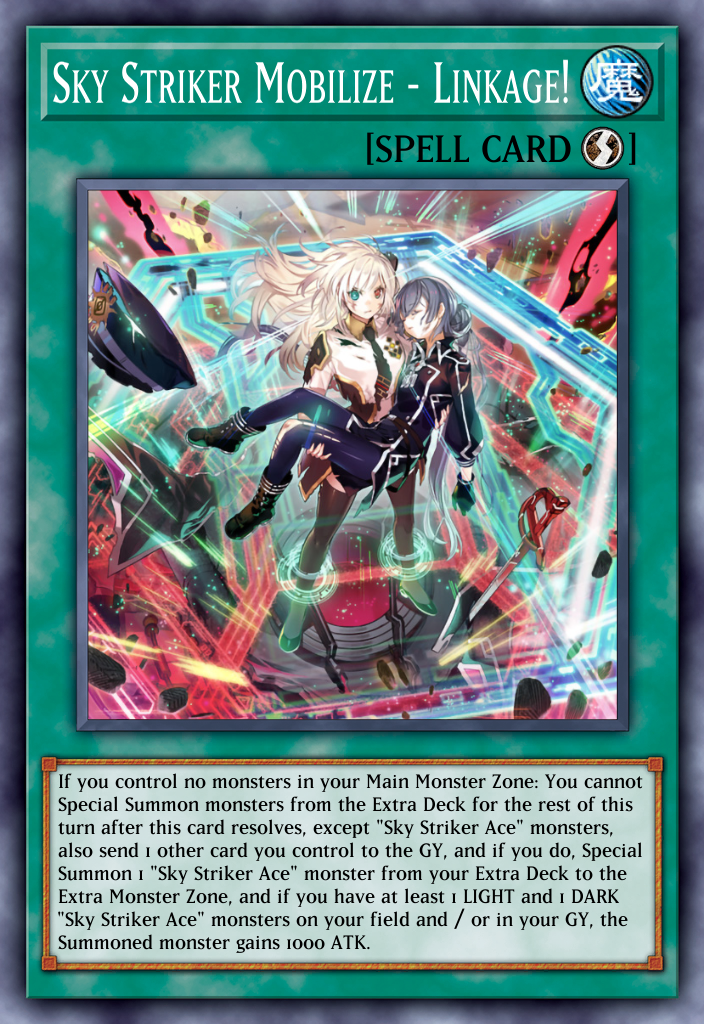 Sky Striker Mobilize - Linkage!
魔
[SPELL CARD ]
If you control no monsters in your Main Monster Zone: You cannot
Special Summon monsters from the Extra Deck for the rest of this
turn after this card resolves, except "Sky Striker Ace" monsters,
also send 1 other card you control to the GY, and if you do, Special
Summon 1 "Sky Striker Ace" monster from your Extra Deck to the
Extra Monster Zone, and if you have at least 1 LIGHT and 1 DARK
"Sky Striker Ace" monsters on your field and / or in your GY, the
Summoned monster gains 1000 ATK.